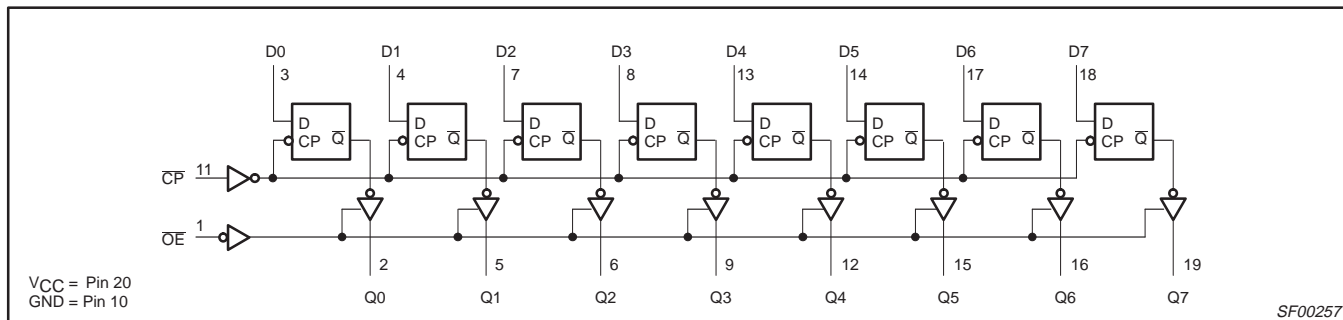 D0 D1 D2 D3 D4 D5 D6 D7
3 4 7 8 13 14 17 18
D D D D D D D D
CP Q̅ CP Q̅ CP Q̅ CP Q̅ CP Q̅ CP Q̅ CP Q̅ CP Q̅
C̅P̅ 11
O̅E̅ 1
2 5 6 9 12 15 16 19
VCC = Pin 20
GND = Pin 10
Q0 Q1 Q2 Q3 Q4 Q5 Q6 Q7
SF00257